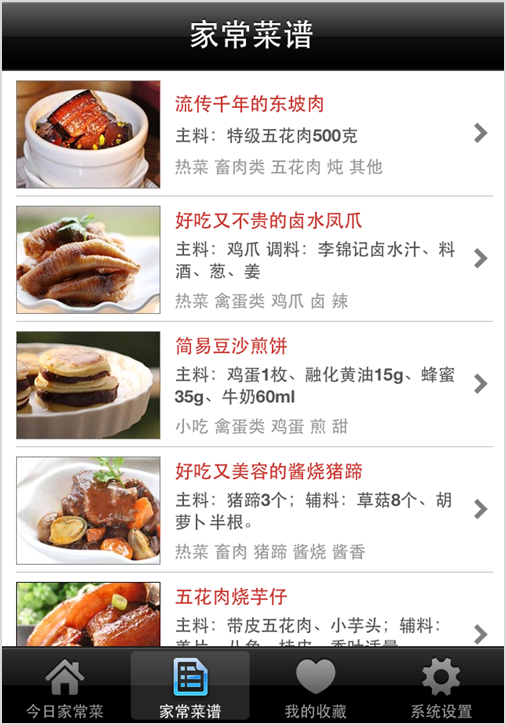 家常菜谱
流传千年的东坡肉
主料：特级五花肉500克
热菜 畜肉类 五花肉 炖 其他
好吃又不贵的卤水凤爪
主料：鸡爪 调料：李锦记卤水汁、料
酒、葱、姜
热菜 禽蛋类 鸡爪 卤 辣
简易豆沙煎饼
主料：鸡蛋1枚、融化黄油15g、蜂蜜
35g、牛奶60ml
小吃 禽蛋类 鸡蛋 煎 甜
好吃又美容的酱烧猪蹄
主料：猪蹄3个；辅料：草菇8个、胡
萝卜半根。
热菜 畜肉 猪蹄 酱烧 酱香
五花肉烧芋仔
主料：带皮五花肉、小芋头；辅料：
今日家常菜
家常菜谱
我的收藏
系统设置